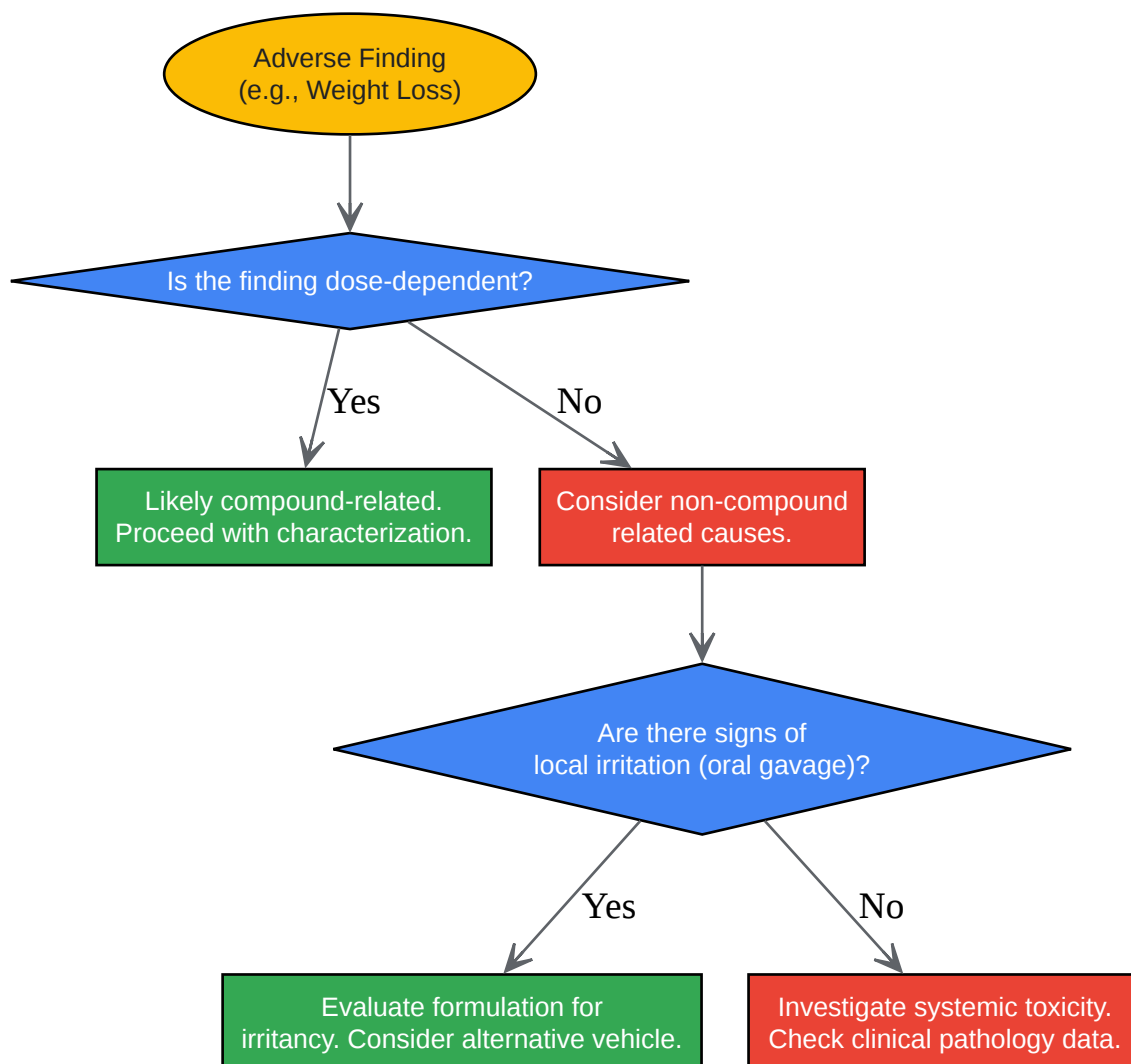 Adverse Finding
(e.g., Weight Loss)
Is the finding dose-dependent?
Yes
No
Likely compound-related.
Proceed with characterization.
Consider non-compound
related causes.
Are there signs of
local irritation (oral gavage)?
Yes
No
Evaluate formulation for
irritancy. Consider alternative vehicle.
Investigate systemic toxicity.
Check clinical pathology data.